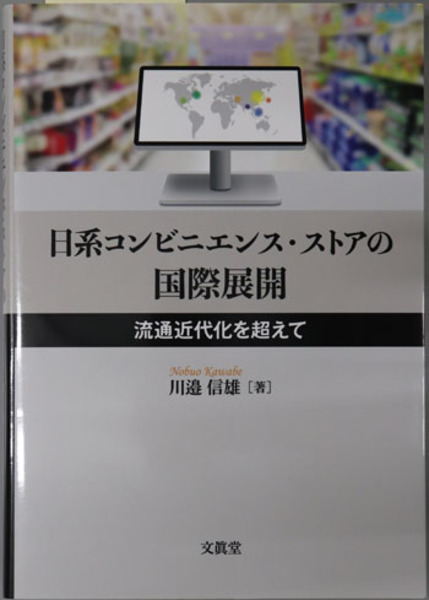 日系コンビニエンス・ストアの
国際展開
流通近代化を超えて
Nobuo Kawabe
川邉 信雄 [著]
文眞堂